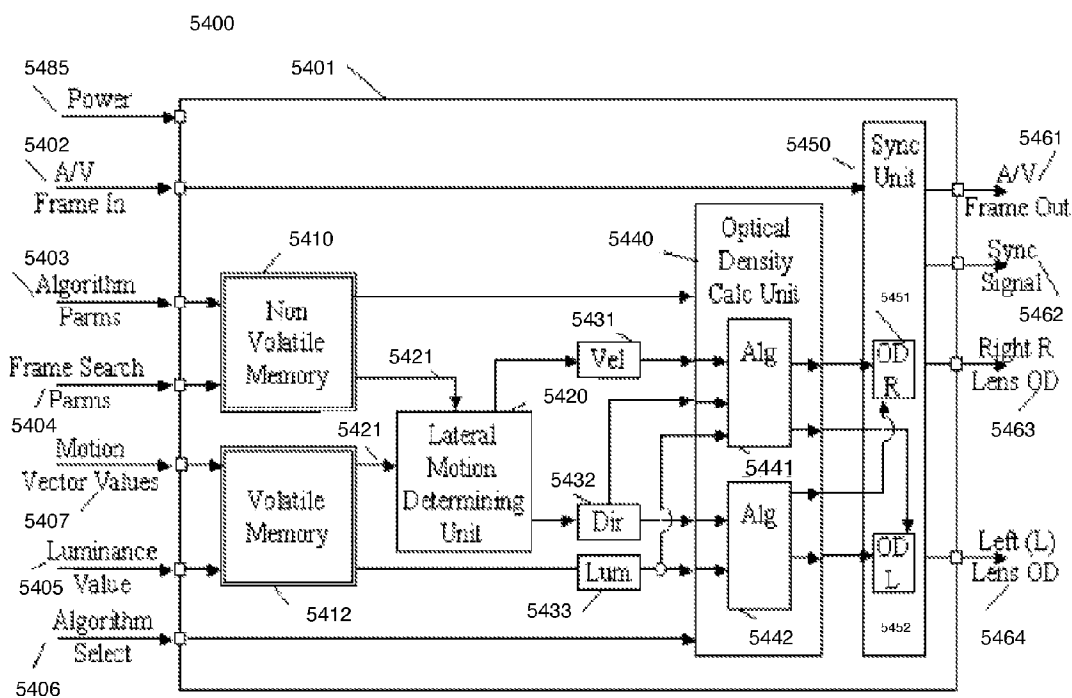 5400
5485
Power
5401
5402
A/V
Frame In
5450
Sync
Unit
5461
A/V
Frame Out
5403
Algorithm
Parms
5410
Non
Volatile
Memory
5440
Optical
Density
Calc Unit
Sync
Signal
5462
5431
Vel
5421
5420
Alg
5451
OD
R
Right R
Lens OD
5463
Frame Search
Parms
5404
Motion
Vector Values
5407
5421
Lateral
Motion
Determining
Unit
5432
Dir
5441
Volatile
Memory
5412
Alg
5442
OD
L
5452
Left (L)
Lens OD
5464
Luminance
Value
5405
Lum
5433
Algorithm
Select
5406